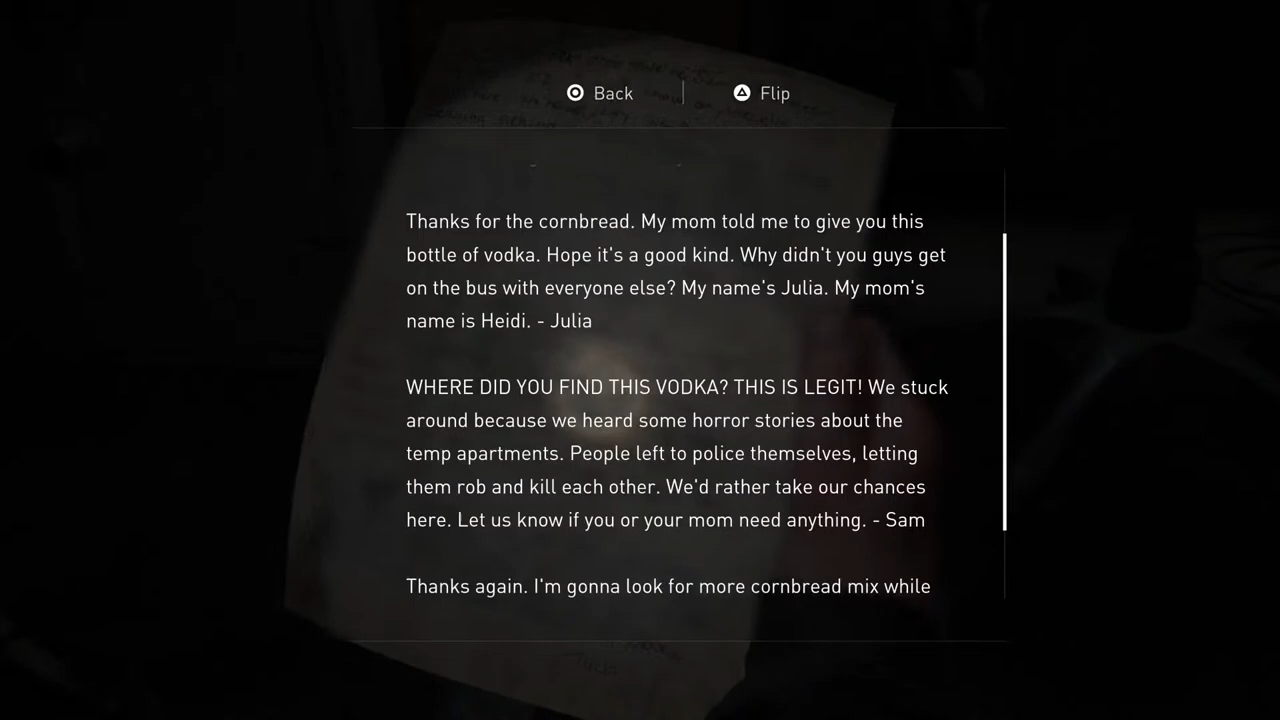 Back
Flip
Thanks for the cornbread. My mom told me to give you this
bottle of vodka. Hope it's a good kind. Why didn't you guys get
on the bus with everyone else? My name's Julia. My mom's
name is Heidi. - Julia
WHERE DID YOU FIND THIS VODKA? THIS IS LEGIT! We stuck
around because we heard some horror stories about the
temp apartments. People left to police themselves, letting
them rob and kill each other. We'd rather take our chances
here. Let us know if you or your mom need anything. - Sam
Thanks again. I'm gonna look for more cornbread mix while